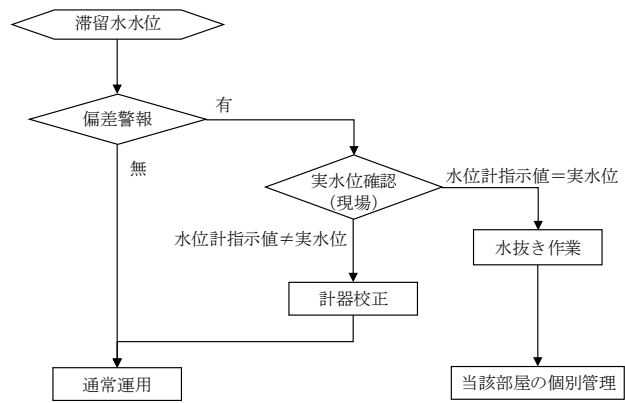 滞留水水位
偏差警報
有
無
実水位確認
（現場）
水位計指示値＝実水位
水位計指示値≠実水位
水抜き作業
計器校正
通常運用
当該部屋の個別管理